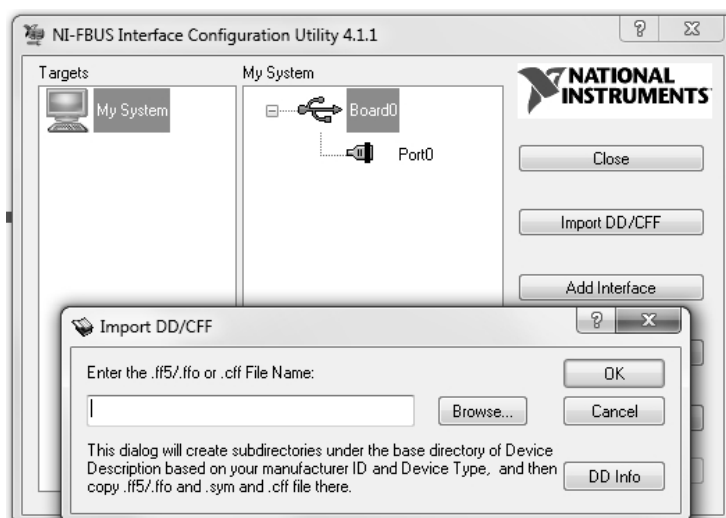 NI-FBUS Interface Configuration Utility 4.1.1
Targets
My System
My System
Board0
Port0
NATIONAL
INSTRUMENTS
Close
Import DD/CFF
Add Interface
Import DD/CFF
Enter the .ff5/.ffo or .cff File Name:
OK
Browse...
Cancel
This dialog will create subdirectories under the base directory of Device
Description based on your manufacturer ID and Device Type, and then
copy .ff5/.ffo and .sym and .cff file there.
DD Info